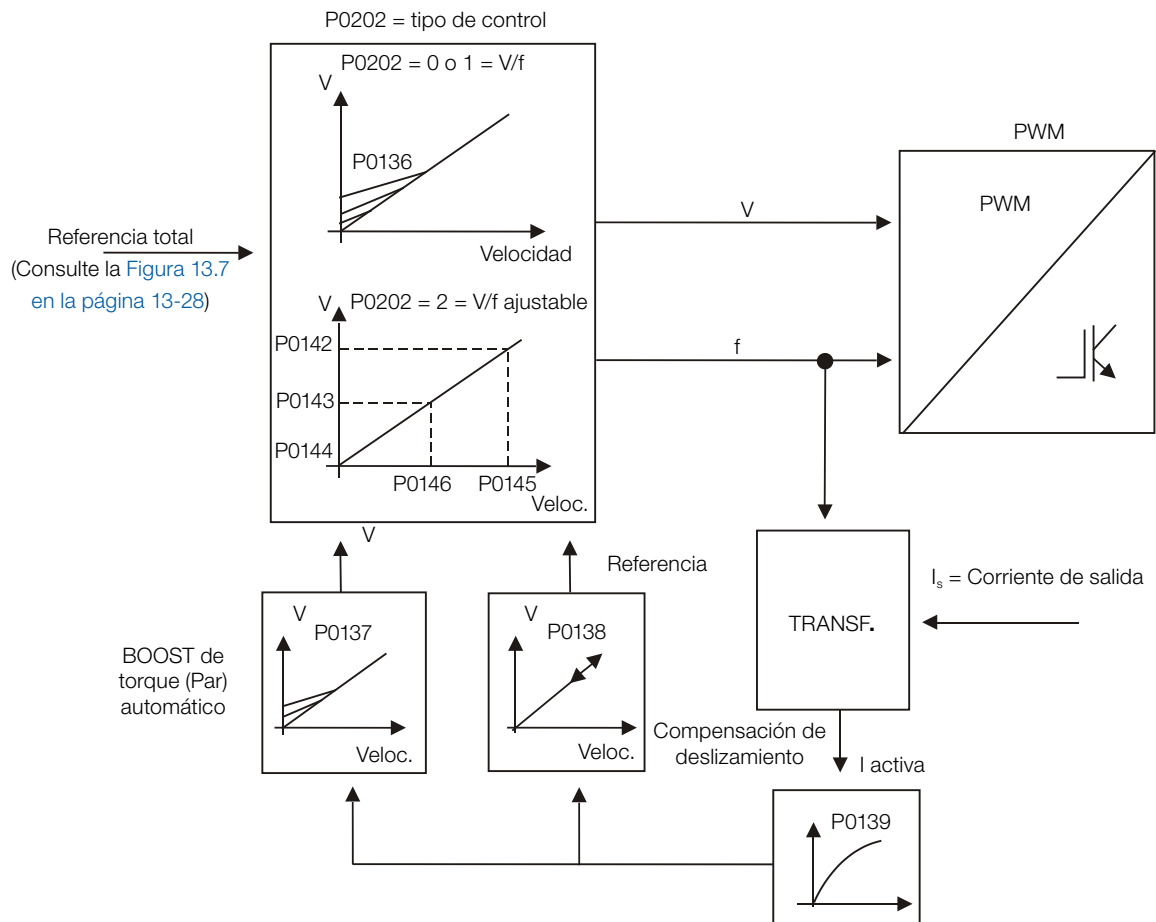 P0202 = tipo de control
P0202 = 0 o 1 = V/f
V
P0136
Velocidad
Referencia total
(Consulte la Figura 13.7
en la página 13-28)
V
P0202 = 2 = V/f ajustable
P0142
P0143
P0144
P0146
P0145
Veloc.
V
f
PWM
PWM
V
Referencia
BOOST de
torque (Par)
automático
V
P0137
Veloc.
V
P0138
Veloc.
Compensación de
deslizamiento
TRANSF.
Is = Corriente de salida
I activa
P0139